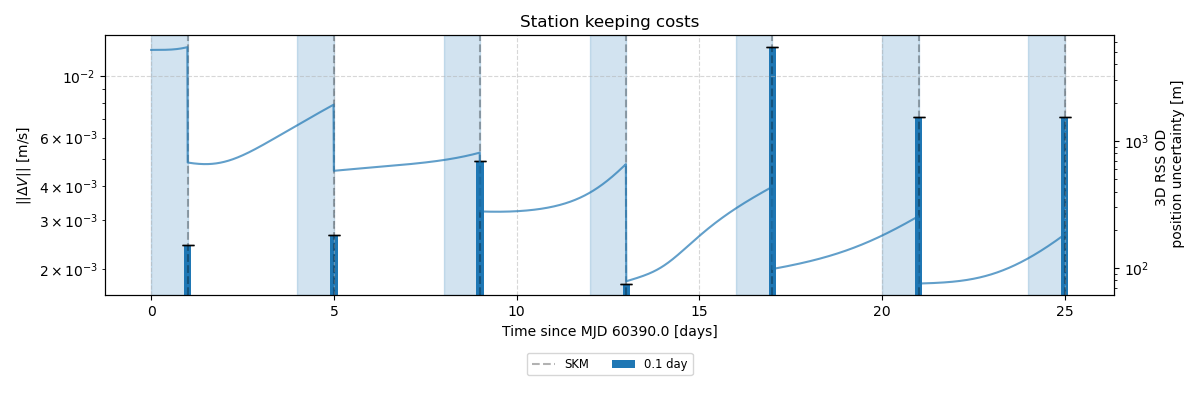 Station keeping costs
10⁻²
6 × 10⁻³
4 × 10⁻³
3 × 10⁻³
2 × 10⁻³
||ΔV|| [m/s]
10³
10²
3D RSS OD
position uncertainty [m]
0 5 10 15 20 25
Time since MJD 60390.0 [days]
SKM 0.1 day